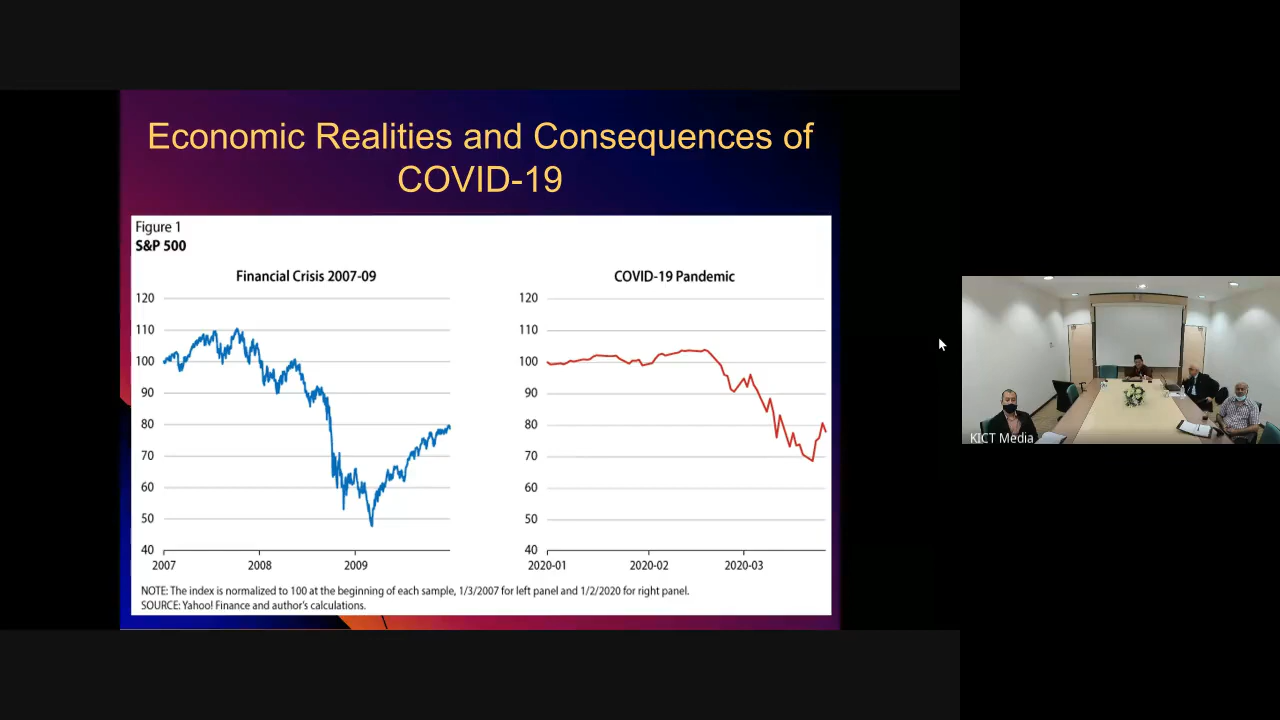 Economic Realities and Consequences of
COVID-19
Figure 1
S&P 500
Financial Crisis 2007-09
120
110
100
90
80
70
60
50
40
2007
2008
2009
COVID-19 Pandemic
120
110
100
90
80
70
60
50
40
2020-01
2020-02
2020-03
NOTE: The index is normalized to 100 at the beginning of each sample, 1/3/2007 for left panel and 1/2/2020 for right panel.
SOURCE: Yahoo! Finance and author's calculations.
KICT Media